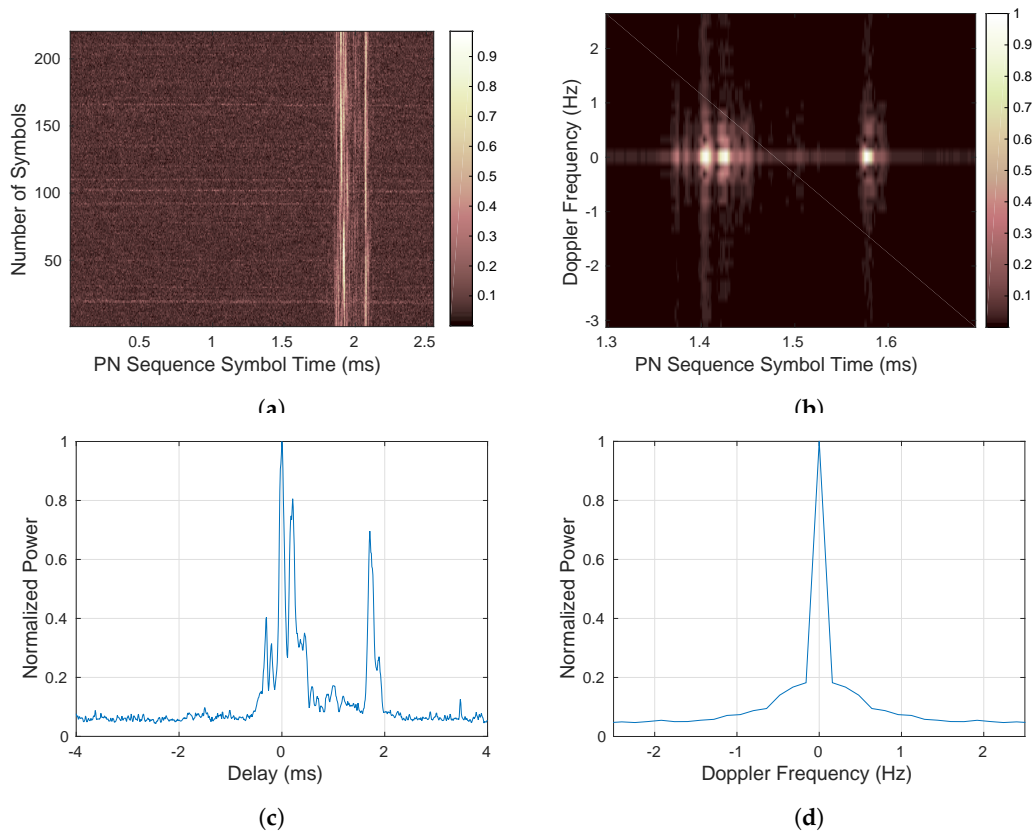 200
150
100
50
Number of Symbols
0.5 1 1.5 2 2.5
PN Sequence Symbol Time (ms)
0.9
0.8
0.7
0.6
0.5
0.4
0.3
0.2
0.1
(a)
2
1
0
-1
-2
-3
Doppler Frequency (Hz)
1.3 1.4 1.5 1.6
PN Sequence Symbol Time (ms)
1
0.9
0.8
0.7
0.6
0.5
0.4
0.3
0.2
0.1
(b)
1
0.8
0.6
0.4
0.2
0
Normalized Power
-4 -2 0 2 4
Delay (ms)
(c)
1
0.8
0.6
0.4
0.2
0
Normalized Power
-2 -1 0 1 2
Doppler Frequency (Hz)
(d)